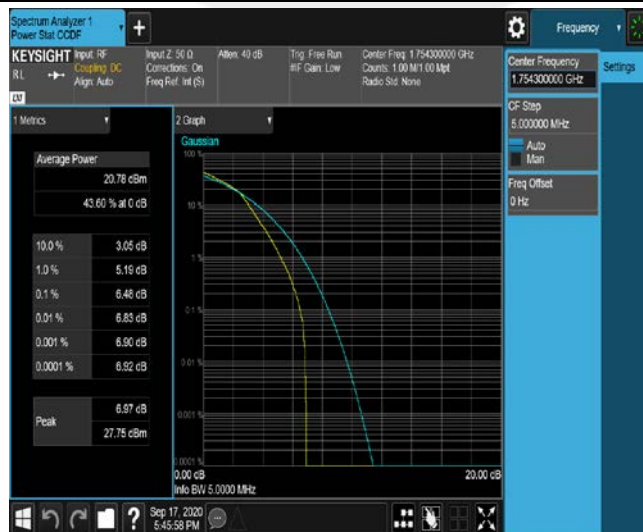 Spectrum Analyzer 1
Power Stat CCDF
+
Frequency
KEYSIGHT
RL
Input: RF
Coupling: DC
Align: Auto
Input Z: 50 Ω
Corrections: On
Freq Ref: Int (S)
Atten: 40 dB
Trig: Free Run
#IF Gain: Low
Center Freq: 1.754300000 GHz
Counts: 1.00 M/1.00 Mpt
Radio Std: None
LXI
1 Metrics
Average Power
20.78 dBm
43.60 % at 0 dB
10.0 % 3.05 dB
1.0 % 5.19 dB
0.1 % 6.48 dB
0.01 % 6.83 dB
0.001 % 6.90 dB
0.0001 % 6.92 dB
Peak
6.97 dB
27.75 dBm
2 Graph
Gaussian
100 %
10 %
1 %
0.1 %
0.01 %
0.001 %
0.0001 %
0.00 dB
20.00 dB
Info BW 5.0000 MHz
Center Frequency
1.754300000 GHz
Settings
CF Step
5.000000 MHz
Auto
Man
Freq Offset
0 Hz
?
Sep 17, 2020
5:45:58 PM